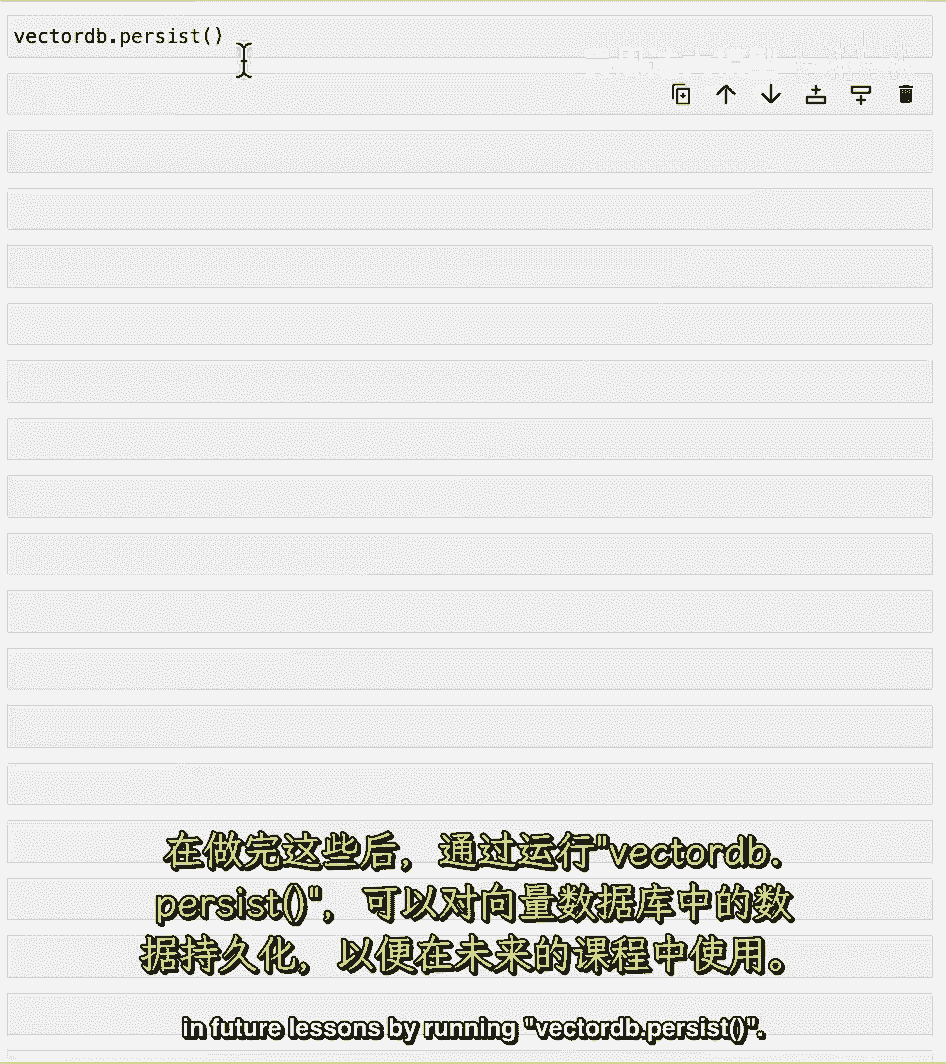 vectordb.persist()
在做完这些后，通过运行"vectordb.
persist()"，可以对向量数据库中的数
据持久化，以便在未来的课程中使用。
in future lessons by running "vectordb.persist()".